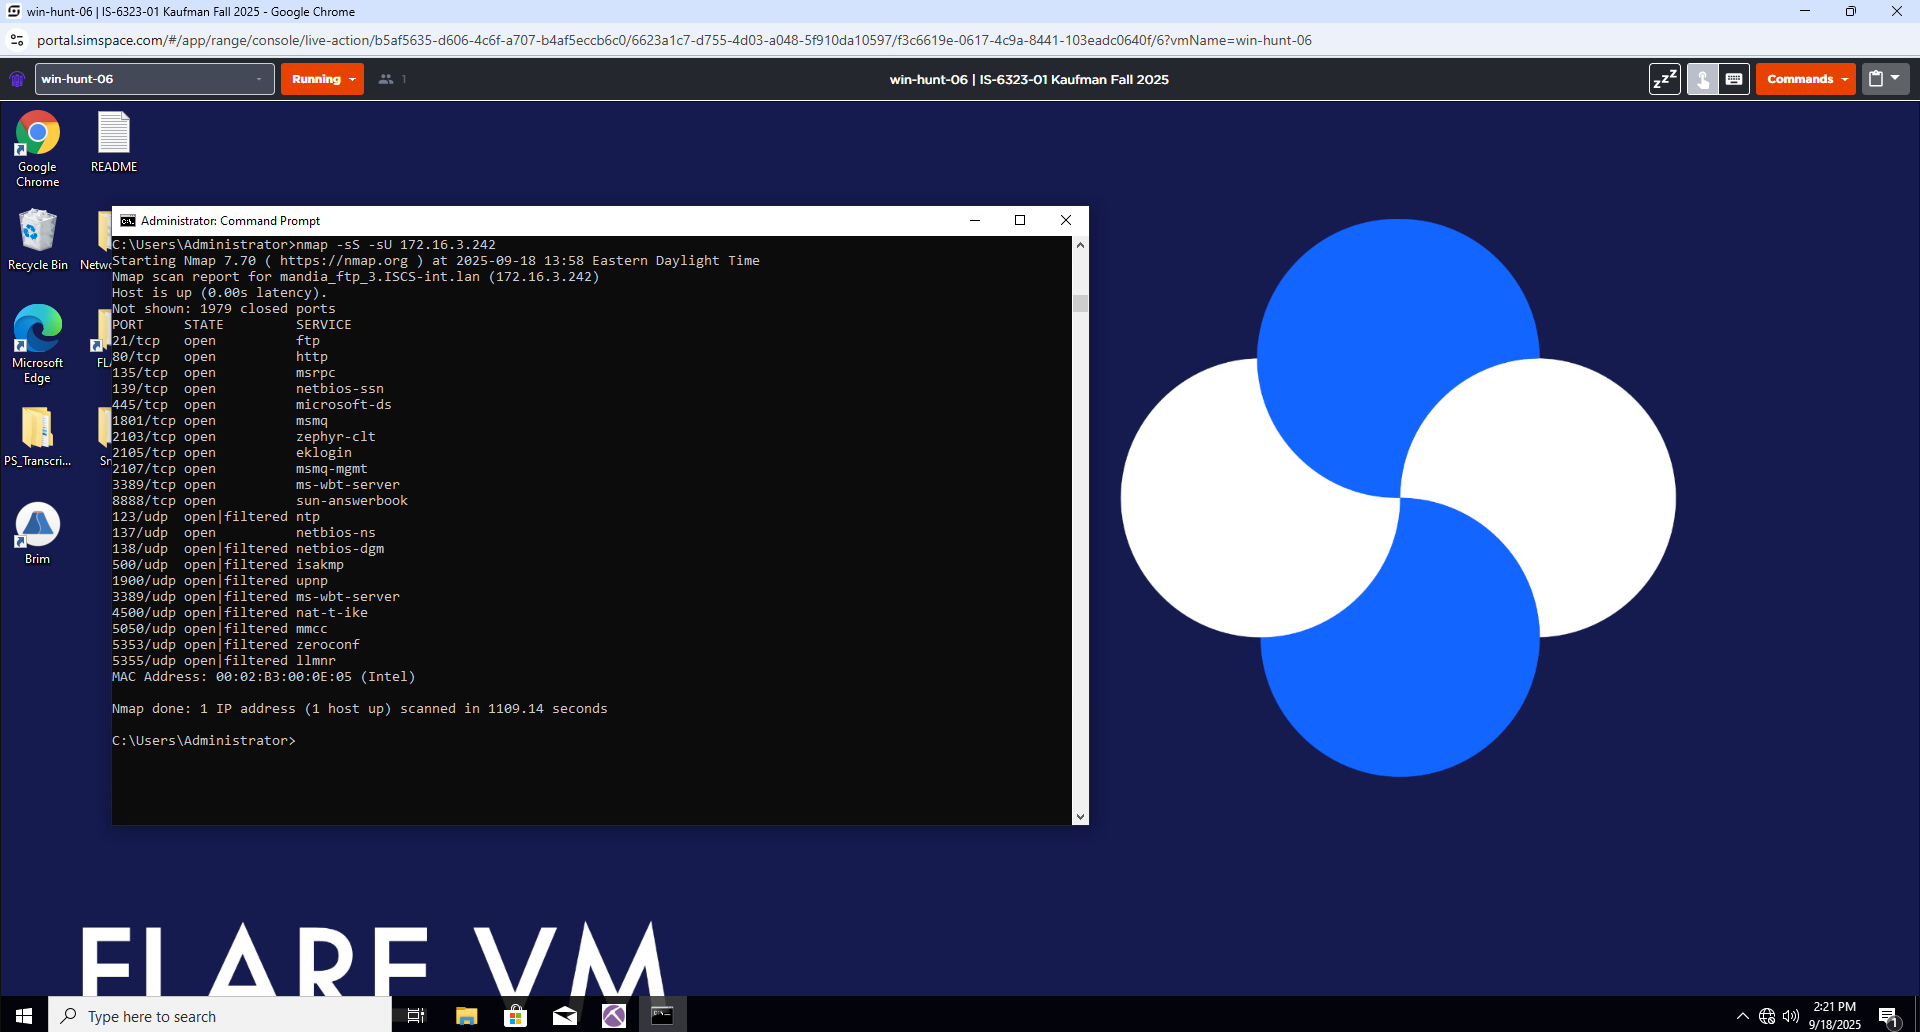 win-hunt-06 | IS-6323-01 Kaufman Fall 2025 - Google Chrome
portal.simspace.com/#/app/range/console/live-action/b5af5635-d606-4c6f-a707-b4af5eccb6c0/6623a1c7-d755-4d03-a048-5f910da10597/f3c6619e-0617-4c9a-8441-103eadc0640f/6?vmName=win-hunt-06
win-hunt-06
Running
1
win-hunt-06 | IS-6323-01 Kaufman Fall 2025
zzZ
Commands
Google
Chrome
README
Recycle Bin
Netwo
Microsoft
Edge
FLA
PS_Transcri...
Sn
Brim
Administrator: Command Prompt
C:\Users\Administrator>nmap -sS -sU 172.16.3.242
Starting Nmap 7.70 ( https://nmap.org ) at 2025-09-18 13:58 Eastern Daylight Time
Nmap scan report for mandia_ftp_3.ISCS-int.lan (172.16.3.242)
Host is up (0.00s latency).
Not shown: 1979 closed ports
PORT     STATE         SERVICE
21/tcp   open          ftp
80/tcp   open          http
135/tcp  open          msrpc
139/tcp  open          netbios-ssn
445/tcp  open          microsoft-ds
1801/tcp open          msmq
2103/tcp open          zephyr-clt
2105/tcp open          eklogin
2107/tcp open          msmq-mgmt
3389/tcp open          ms-wbt-server
8888/tcp open          sun-answerbook
123/udp  open|filtered ntp
137/udp  open          netbios-ns
138/udp  open|filtered netbios-dgm
500/udp  open|filtered isakmp
1900/udp open|filtered upnp
3389/udp open|filtered ms-wbt-server
4500/udp open|filtered nat-t-ike
5050/udp open|filtered mmcc
5353/udp open|filtered zeroconf
5355/udp open|filtered llmnr
MAC Address: 00:02:B3:00:0E:05 (Intel)
Nmap done: 1 IP address (1 host up) scanned in 1109.14 seconds
C:\Users\Administrator>
FLARE VM
Type here to search
2:21 PM
9/18/2025
1